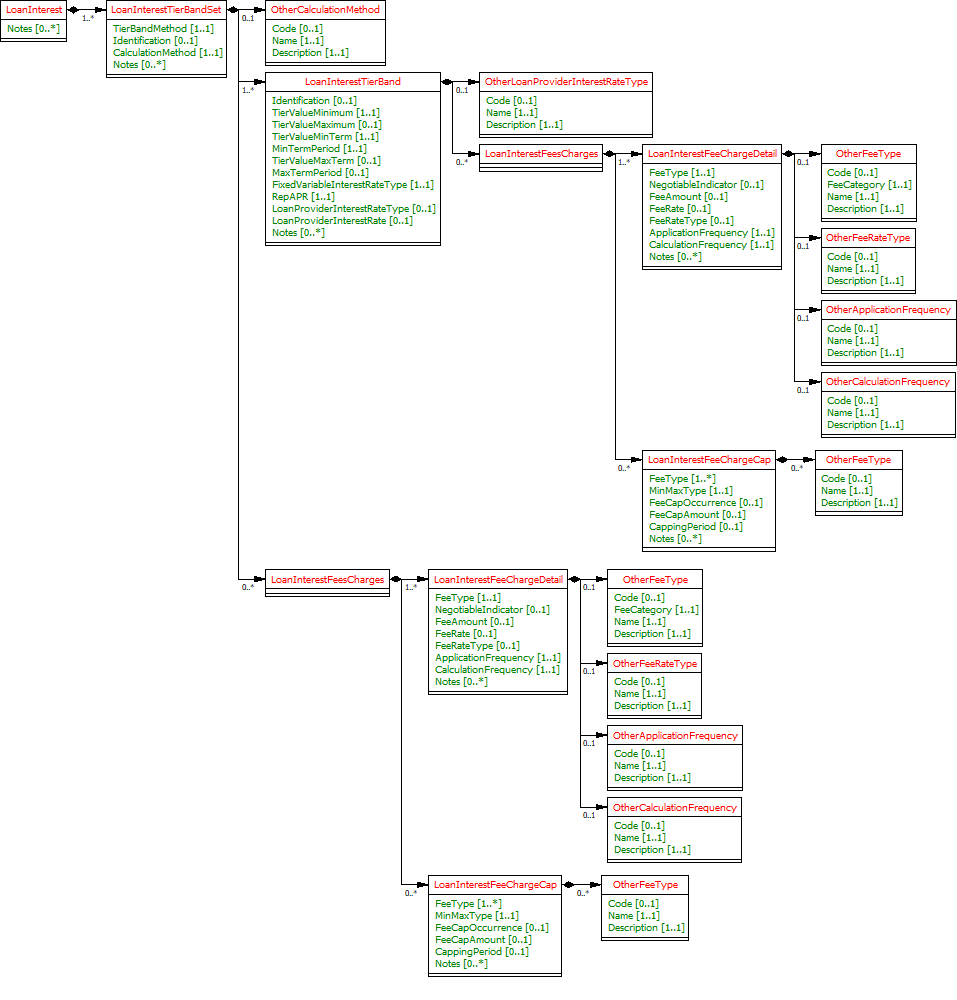 LoanInterest
Notes [0..*]
1..*
LoanInterestTierBandSet
TierBandMethod [1..1]
Identification [0..1]
CalculationMethod [1..1]
Notes [0..*]
0..1
OtherCalculationMethod
Code [0..1]
Name [1..1]
Description [1..1]
1..*
LoanInterestTierBand
Identification [0..1]
TierValueMinimum [1..1]
TierValueMaximum [0..1]
TierValueMinTerm [1..1]
MinTermPeriod [1..1]
TierValueMaxTerm [0..1]
MaxTermPeriod [0..1]
FixedVariableInterestRateType [1..1]
RepAPR [1..1]
LoanProviderInterestRateType [0..1]
LoanProviderInterestRate [0..1]
Notes [0..*]
0..1
OtherLoanProviderInterestRateType
Code [0..1]
Name [1..1]
Description [1..1]
0..*
LoanInterestFeesCharges
1..*
LoanInterestFeeChargeDetail
FeeType [1..1]
NegotiableIndicator [0..1]
FeeAmount [0..1]
FeeRate [0..1]
FeeRateType [0..1]
ApplicationFrequency [1..1]
CalculationFrequency [1..1]
Notes [0..*]
0..1
OtherFeeType
Code [0..1]
FeeCategory [1..1]
Name [1..1]
Description [1..1]
0..1
OtherFeeRateType
Code [0..1]
Name [1..1]
Description [1..1]
0..1
OtherApplicationFrequency
Code [0..1]
Name [1..1]
Description [1..1]
0..1
OtherCalculationFrequency
Code [0..1]
Name [1..1]
Description [1..1]
0..*
LoanInterestFeeChargeCap
FeeType [1..*]
MinMaxType [1..1]
FeeCapOccurrence [0..1]
FeeCapAmount [0..1]
CappingPeriod [0..1]
Notes [0..*]
0..*
OtherFeeType
Code [0..1]
Name [1..1]
Description [1..1]
0..*
LoanInterestFeesCharges
1..*
LoanInterestFeeChargeDetail
FeeType [1..1]
NegotiableIndicator [0..1]
FeeAmount [0..1]
FeeRate [0..1]
FeeRateType [0..1]
ApplicationFrequency [1..1]
CalculationFrequency [1..1]
Notes [0..*]
0..1
OtherFeeType
Code [0..1]
FeeCategory [1..1]
Name [1..1]
Description [1..1]
0..1
OtherFeeRateType
Code [0..1]
Name [1..1]
Description [1..1]
0..1
OtherApplicationFrequency
Code [0..1]
Name [1..1]
Description [1..1]
0..1
OtherCalculationFrequency
Code [0..1]
Name [1..1]
Description [1..1]
0..*
LoanInterestFeeChargeCap
FeeType [1..*]
MinMaxType [1..1]
FeeCapOccurrence [0..1]
FeeCapAmount [0..1]
CappingPeriod [0..1]
Notes [0..*]
0..*
OtherFeeType
Code [0..1]
Name [1..1]
Description [1..1]